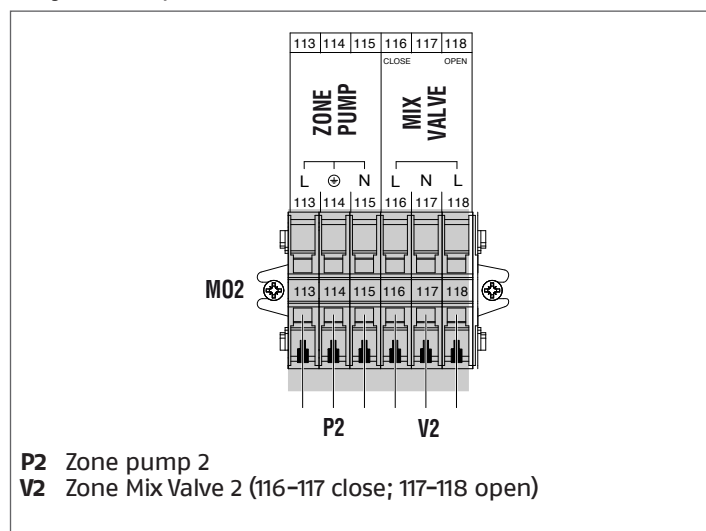 113 114 115 116 117 118
CLOSE OPEN
ZONE PUMP MIX VALVE
L N L N L
113 114 115 116 117 118
M02 113 114 115 116 117 118
P2 V2
P2 Zone pump 2
V2 Zone Mix Valve 2 (116–117 close; 117–118 open)